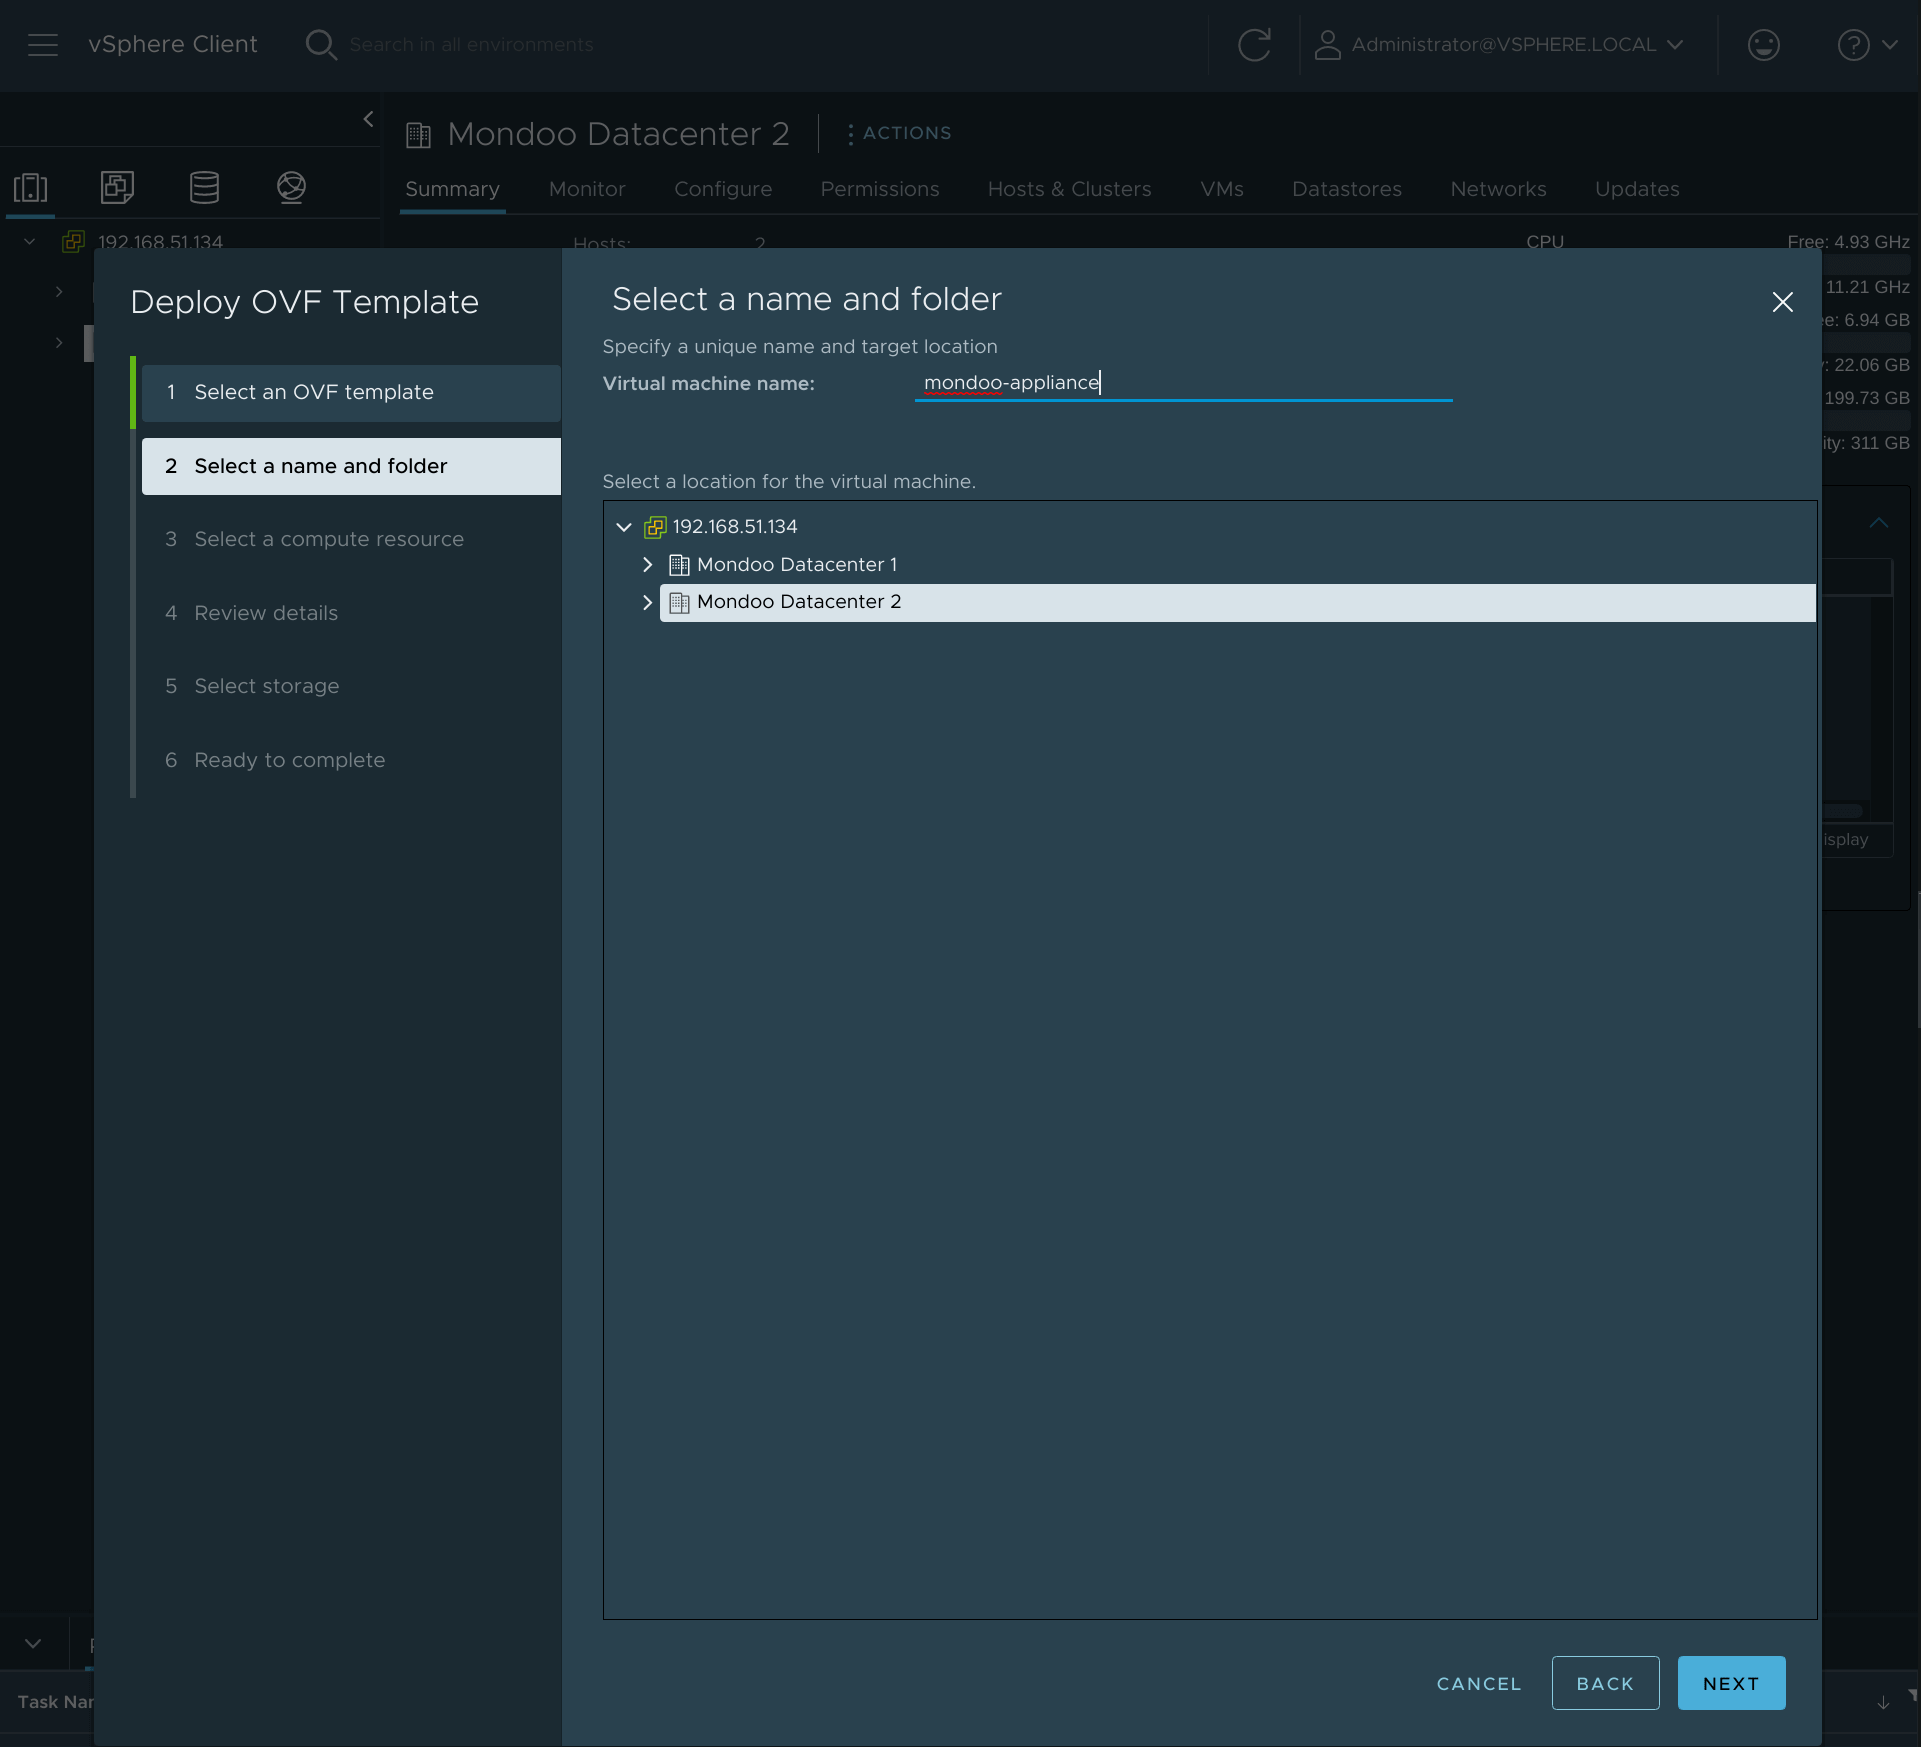 vSphere Client
Search in all environments
Administrator@VSPHERE.LOCAL
Mondoo Datacenter 2
ACTIONS
Summary Monitor Configure Permissions Hosts & Clusters VMs Datastores Networks Updates
192.168.51.134
Hosts: 2
CPU
Free: 4.93 GHz
11.21 GHz
6.94 GB
22.06 GB
199.73 GB
311 GB
Deploy OVF Template
1 Select an OVF template
2 Select a name and folder
3 Select a compute resource
4 Review details
5 Select storage
6 Ready to complete
Select a name and folder
Specify a unique name and target location
Virtual machine name: mondoo-appliance
Select a location for the virtual machine.
192.168.51.134
Mondoo Datacenter 1
Mondoo Datacenter 2
CANCEL BACK NEXT
Task